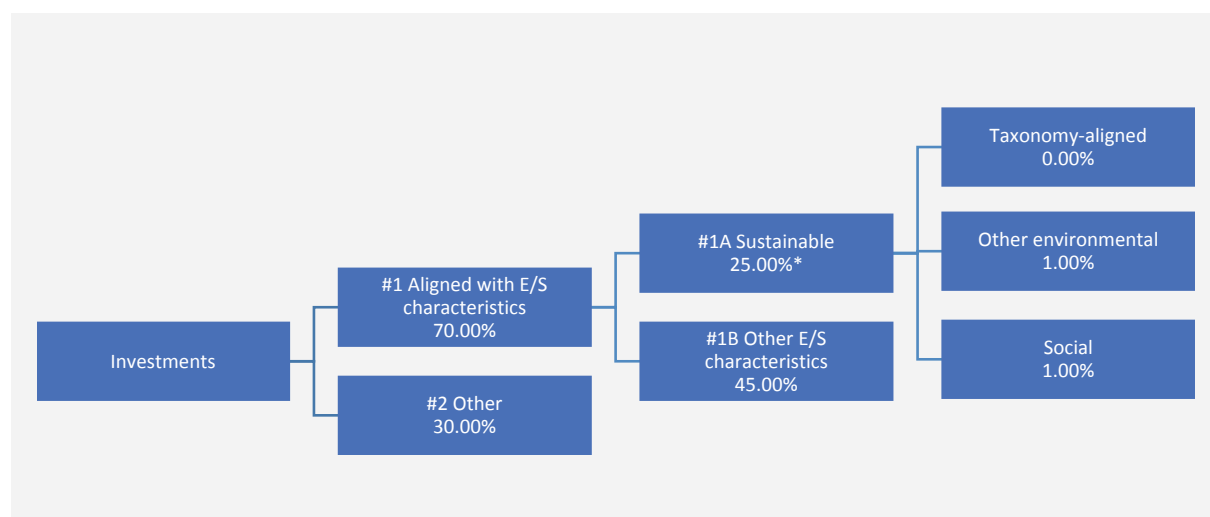 Investments
#1 Aligned with E/S
characteristics
70.00%
#2 Other
30.00%
#1A Sustainable
25.00%*
#1B Other E/S
characteristics
45.00%
Taxonomy-aligned
0.00%
Other environmental
1.00%
Social
1.00%